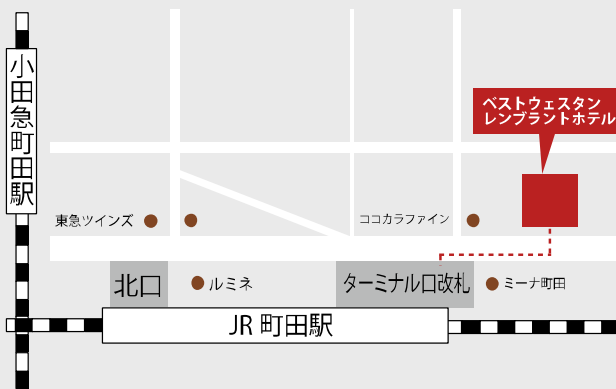 小田急町田駅
ベストウェスタン
レンブラントホテル
東急ツインズ
ココカラファイン
北口
ルミネ
ターミナル口改札
ミーナ町田
JR 町田駅